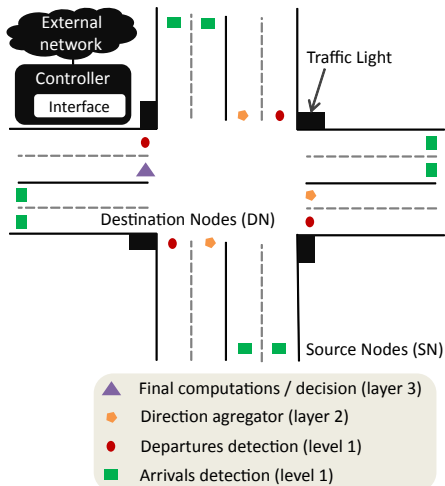 External
network
Controller
Interface
Traffic Light
Destination Nodes (DN)
Source Nodes (SN)
Final computations / decision (layer 3)
Direction agregator (layer 2)
Departures detection (level 1)
Arrivals detection (level 1)